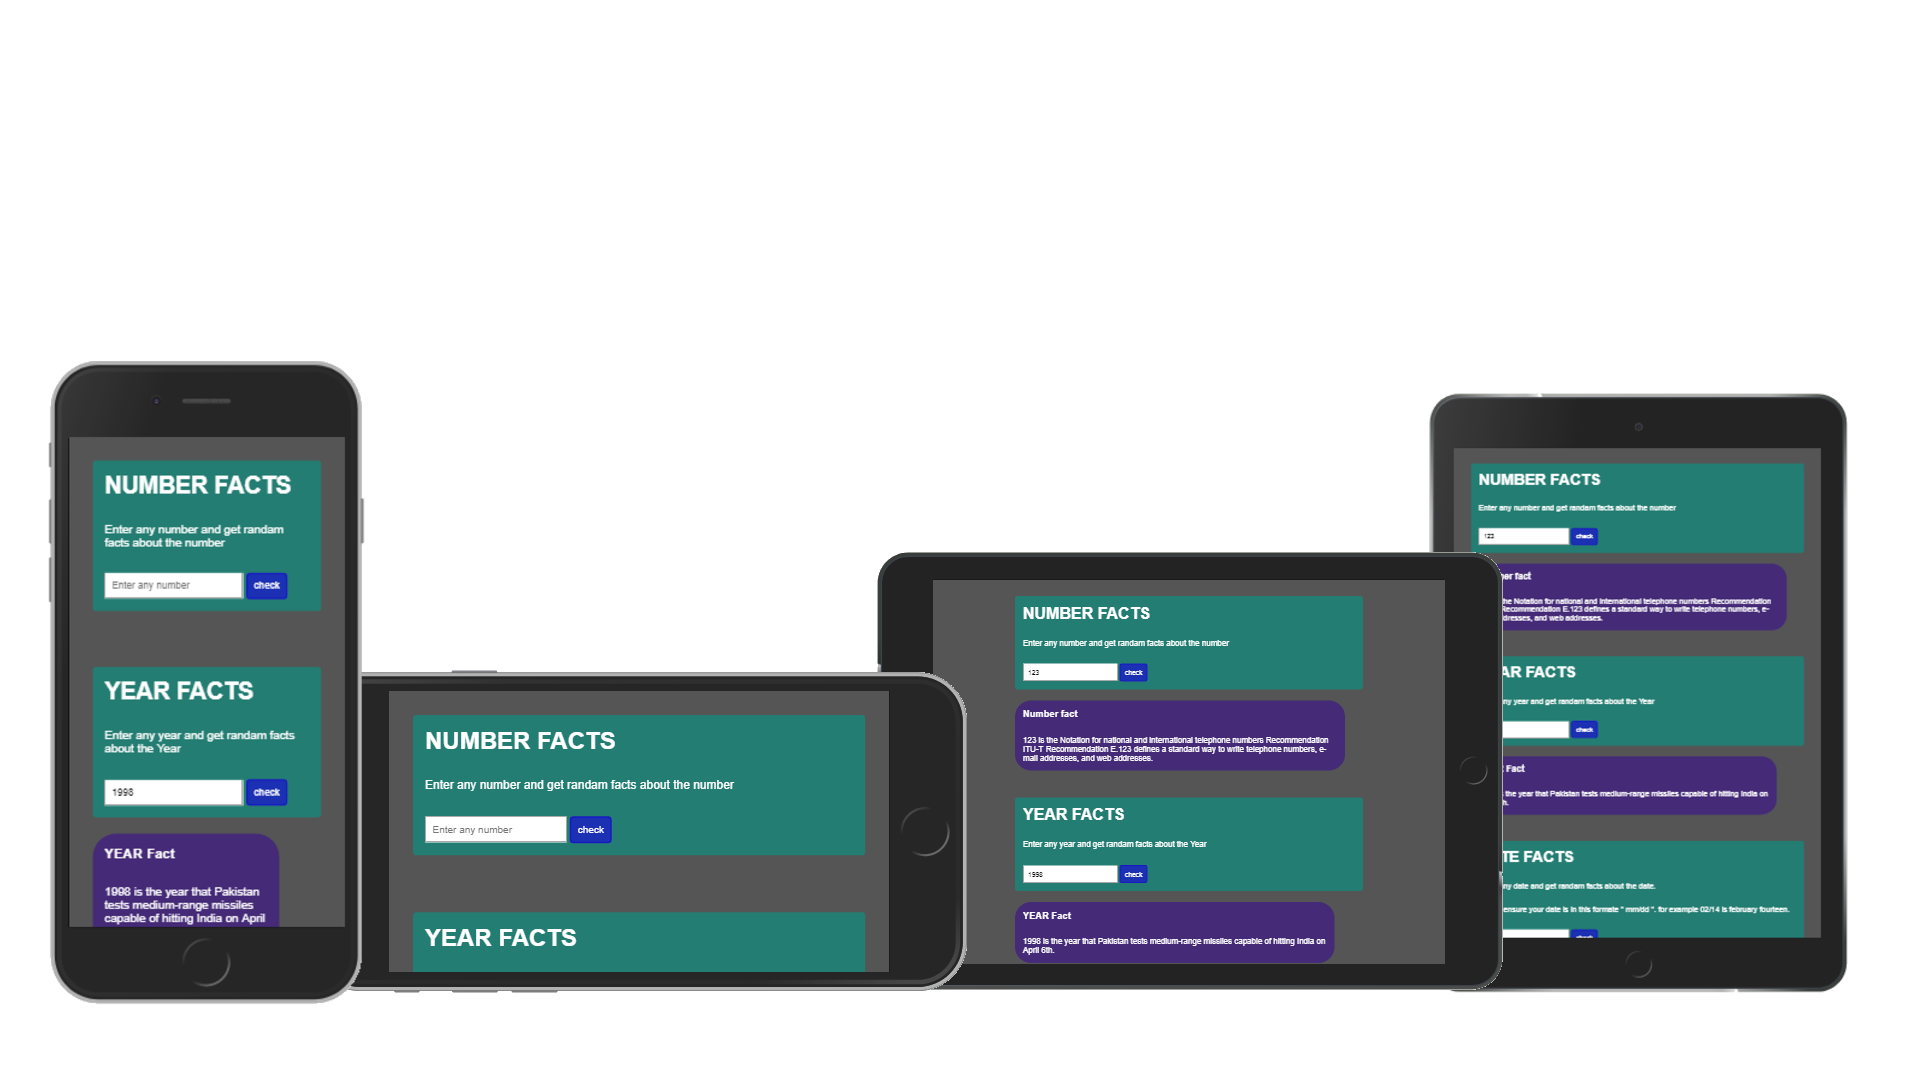 NUMBER FACTS
Enter any number and get randam
facts about the number
Enter any number
check
YEAR FACTS
Enter any year and get randam facts
about the Year
1998
check
YEAR Fact
1998 is the year that Pakistan
tests medium-range missiles
capable of hitting India on April
NUMBER FACTS
Enter any number and get randam facts about the number
Enter any number
check
YEAR FACTS
NUMBER FACTS
Enter any number and get randam facts about the number
123
check
Number fact
123 is the Notation for national and international telephone numbers Recommendation
ITU-T Recommendation E.123 defines a standard way to write telephone numbers, e-
mail addresses, and web addresses.
YEAR FACTS
Enter any year and get randam facts about the Year
1998
check
YEAR Fact
1998 is the year that Pakistan tests medium-range missiles capable of hitting India on
April 6th.
NUMBER FACTS
Enter any number and get randam facts about the number
123
check
er fact
he Notation for national and international telephone numbers Recommendation
Recommendation E.123 defines a standard way to write telephone numbers, e-
dresses, and web addresses.
AR FACTS
ny year and get randam facts about the Year
check
Fact
the year that Pakistan tests medium-range missiles capable of hitting India on
h.
TE FACTS
ny date and get randam facts about the date.
ensure your date is in this formate " mm/dd ". for example 02/14 is february fourteen.
check